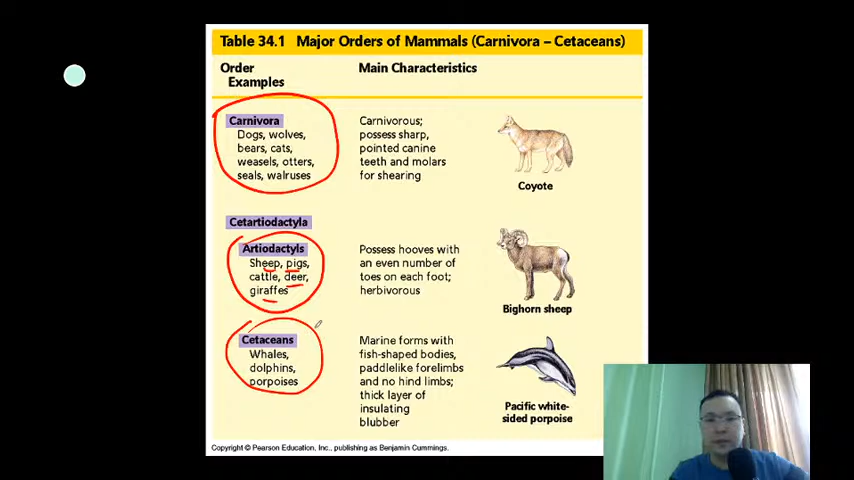 Table 34.1 Major Orders of Mammals (Carnivora – Cetaceans)
Order
Examples
Main Characteristics
Carnivora
Dogs, wolves,
bears, cats,
weasels, otters,
seals, walruses
Carnivorous;
possess sharp,
pointed canine
teeth and molars
for shearing
Coyote
Cetartiodactyla
Artiodactyls
Sheep, pigs,
cattle, deer,
giraffes
Possess hooves with
an even number of
toes on each foot;
herbivorous
Bighorn sheep
Cetaceans
Whales,
dolphins,
porpoises
Marine forms with
fish-shaped bodies,
paddlelike forelimbs
and no hind limbs;
thick layer of
insulating
blubber
Pacific white-
sided porpoise
Copyright © Pearson Education, Inc., publishing as Benjamin Cummings.